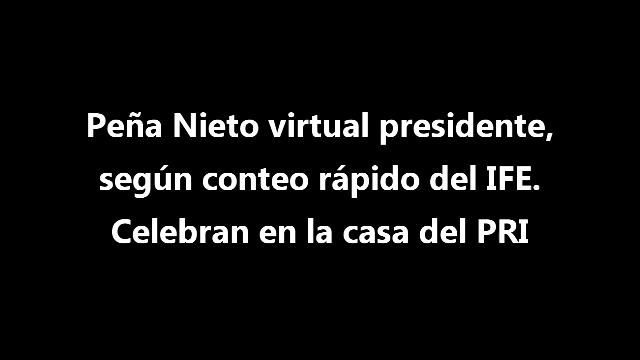 Peña Nieto virtual presidente,
según conteo rápido del IFE.
Celebran en la casa del PRI